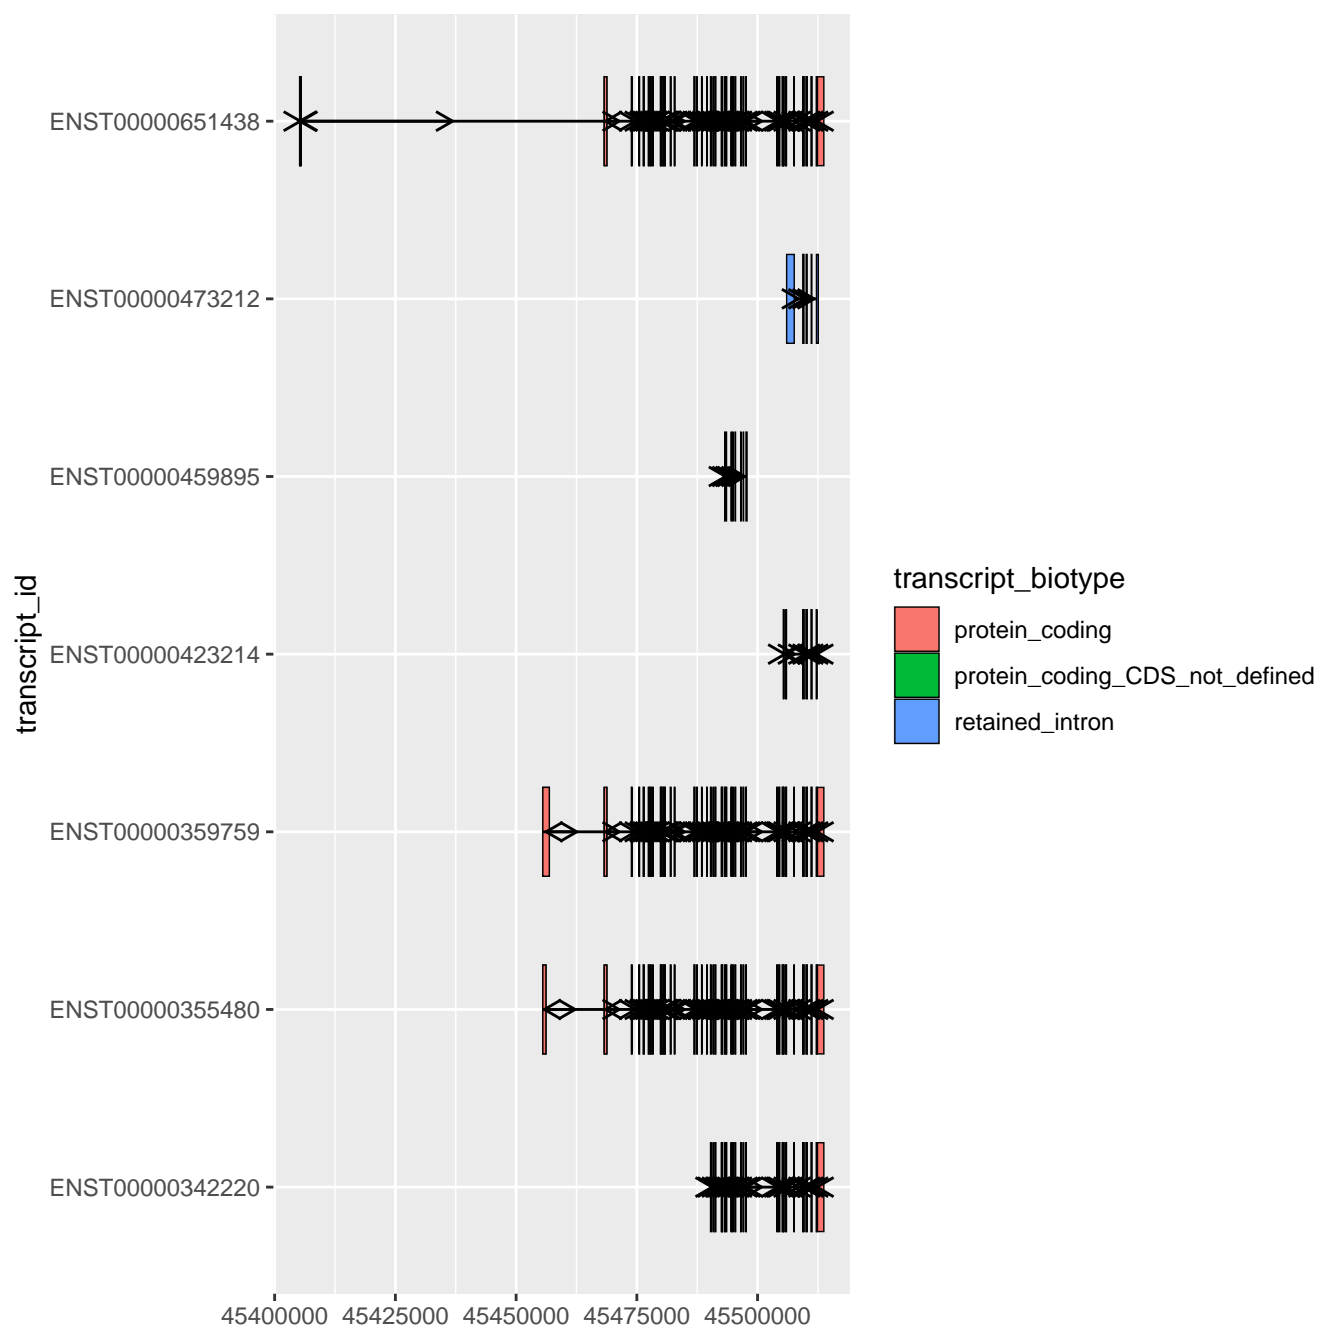 ENST00000651438
ENST00000473212
ENST00000459895
ENST00000423214
ENST00000359759
ENST00000355480
ENST00000342220
transcript_id
45400000 45425000 45450000 45475000 45500000
transcript_biotype
protein_coding
protein_coding_CDS_not_defined
retained_intron